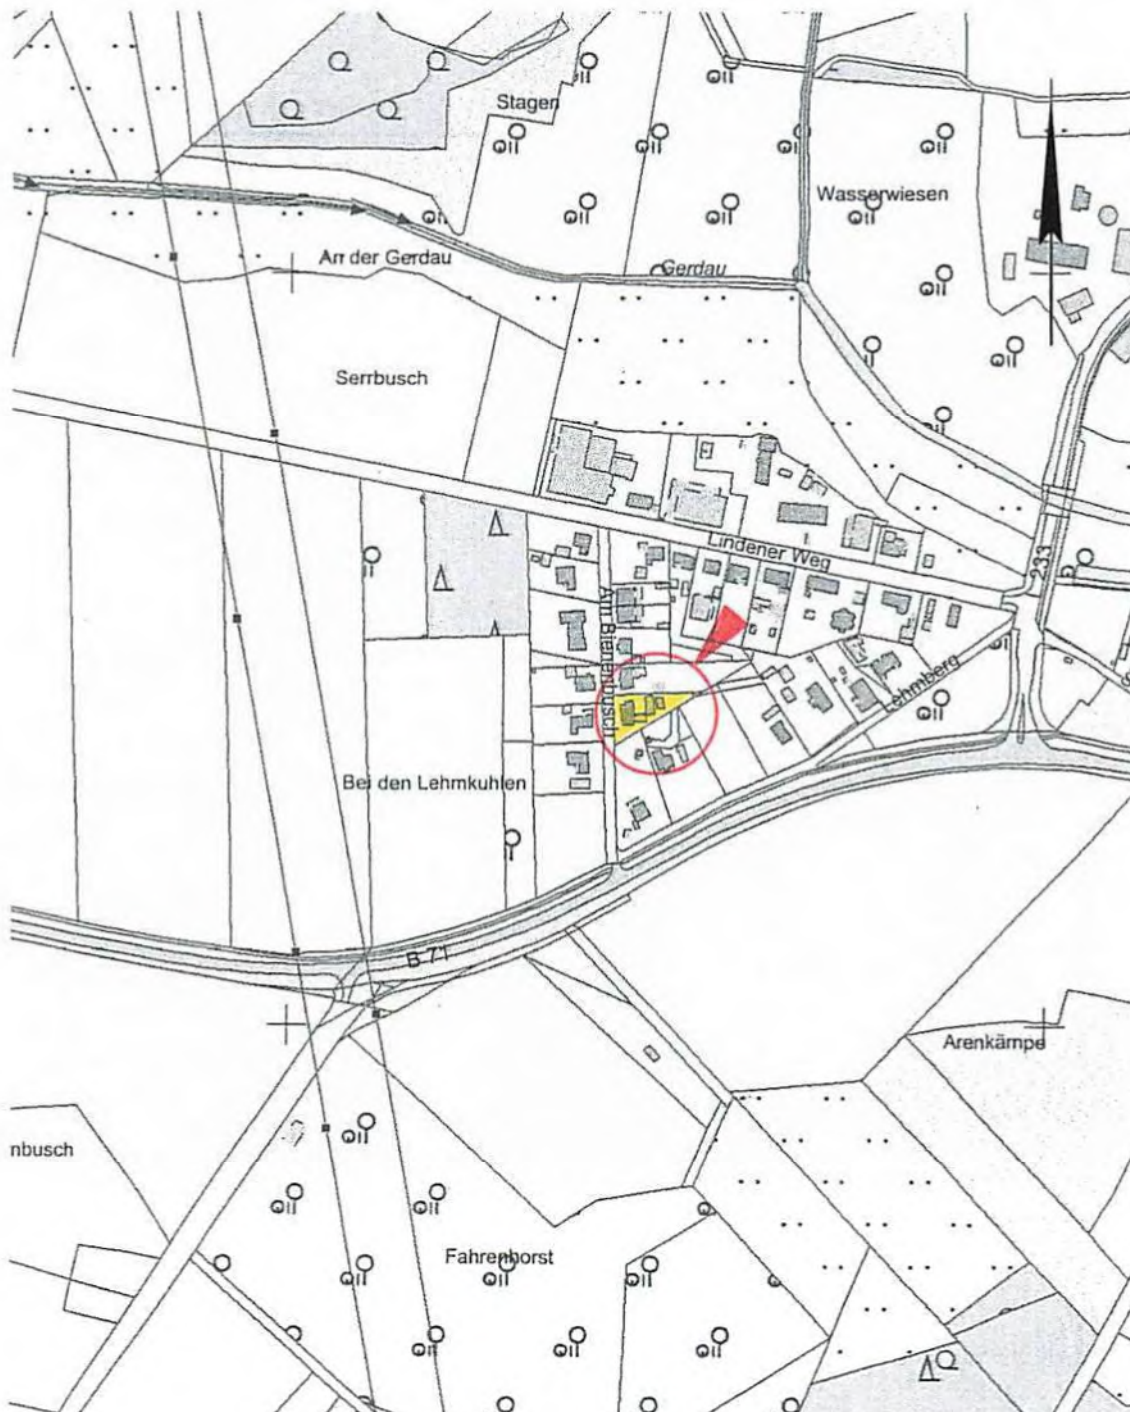 Stagen
Wasserwiesen
An der Gerdau
Gerdau
Serrbusch
Lindener Weg
233
Am Bienenbusch
Lehmberg
Bei den Lehmkuhlen
B 71
Arenkämpe
nbusch
Fahrenhorst